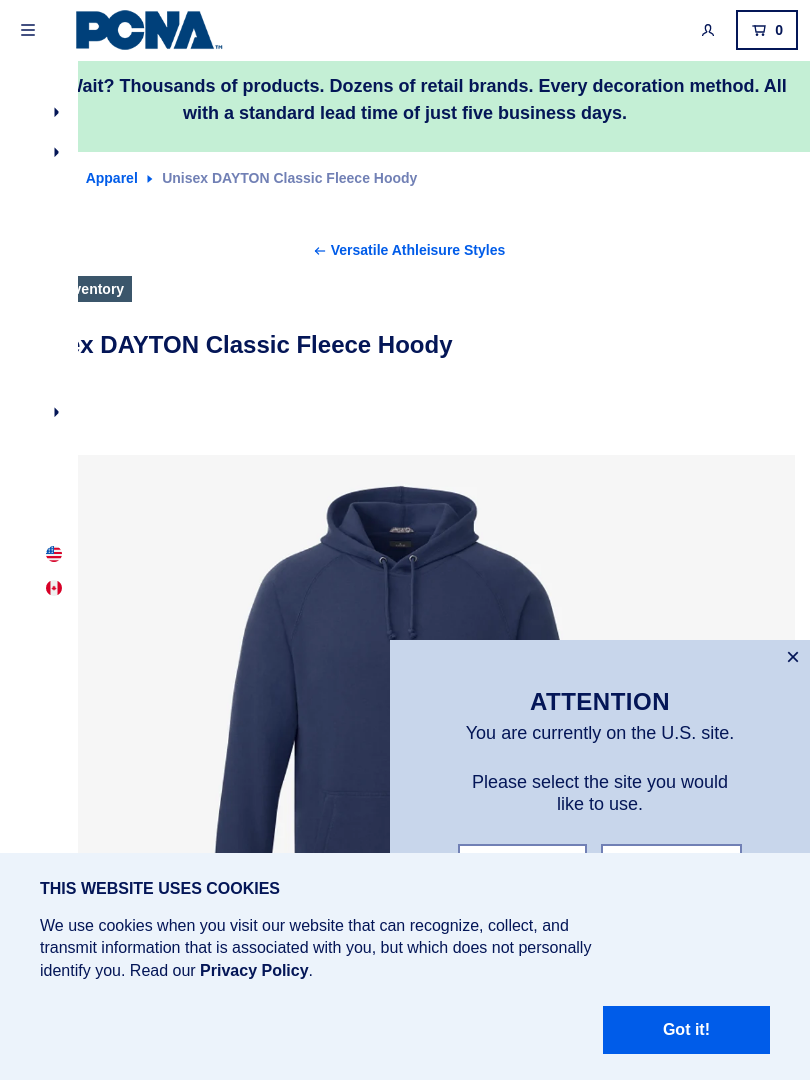 PCNA™
0
Wait? Thousands of products. Dozens of retail brands. Every decoration method. All
with a standard lead time of just five business days.
Apparel Unisex DAYTON Classic Fleece Hoody
Versatile Athleisure Styles
ventory
ex DAYTON Classic Fleece Hoody
ATTENTION
You are currently on the U.S. site.
Please select the site you would
like to use.
THIS WEBSITE USES COOKIES
We use cookies when you visit our website that can recognize, collect, and
transmit information that is associated with you, but which does not personally
identify you. Read our Privacy Policy.
Got it!